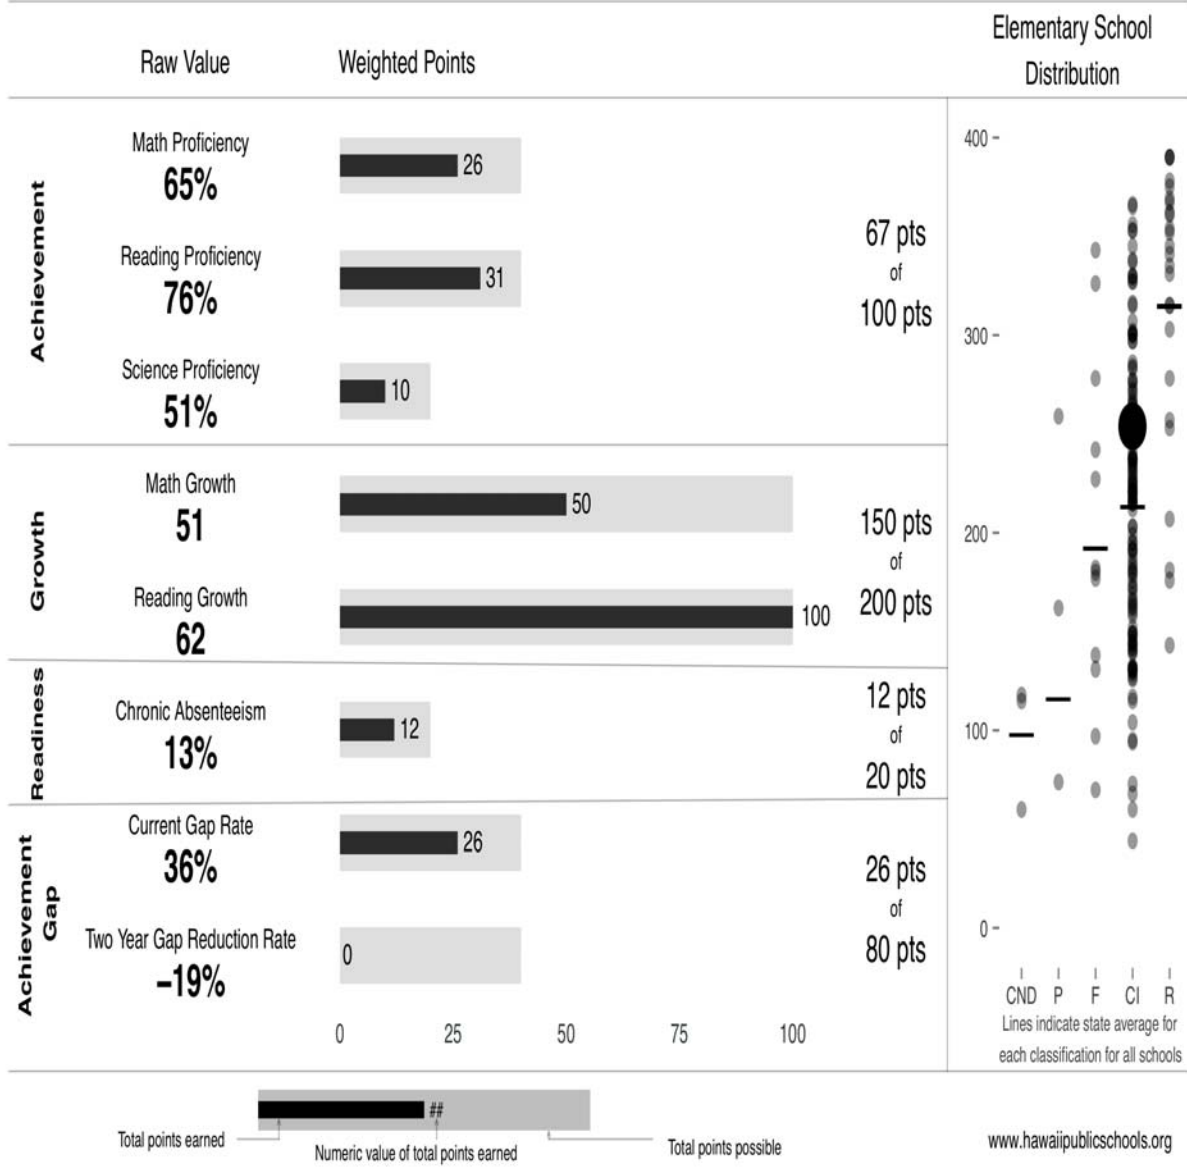 Raw Value
Weighted Points
Elementary School
Distribution
Achievement
Math Proficiency
65%
26
Reading Proficiency
76%
31
Science Proficiency
51%
10
67 pts
of
100 pts
Growth
Math Growth
51
50
Reading Growth
62
100
150 pts
of
200 pts
Readiness
Chronic Absenteeism
13%
12
12 pts
of
20 pts
Achievement
Gap
Current Gap Rate
36%
26
Two Year Gap Reduction Rate
–19%
0
26 pts
of
80 pts
0 25 50 75 100
400
300
200
100
0
CND P F CI R
Lines indicate state average for
each classification for all schools
##
Total points earned
Numeric value of total points earned
Total points possible
www.hawaiipublicschools.org